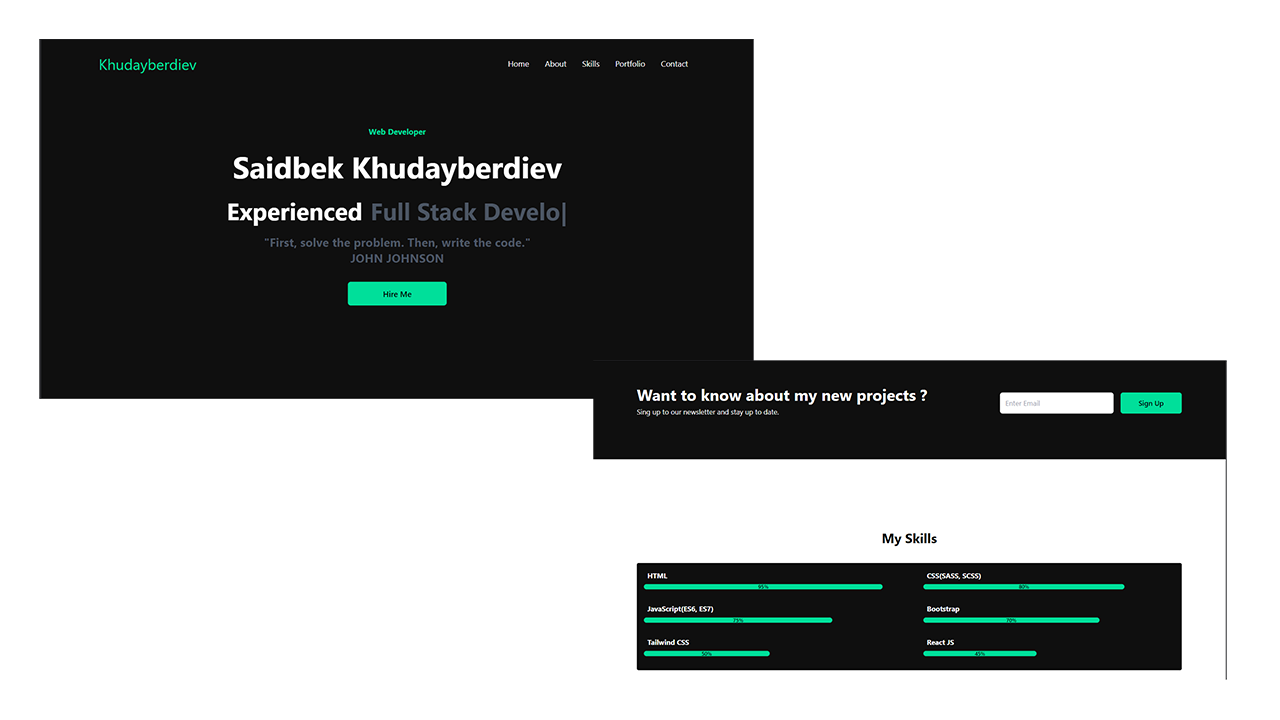 Khudayberdiev
Home About Skills Portfolio Contact
Web Developer
Saidbek Khudayberdiev
Experienced Full Stack Develo|
"First, solve the problem. Then, write the code."
JOHN JOHNSON
Hire Me
Want to know about my new projects ?
Sing up to our newsletter and stay up to date.
Enter Email
Sign Up
My Skills
HTML
95%
CSS(SASS, SCSS)
80%
JavaScript(ES6, ES7)
75%
Bootstrap
70%
Tailwind CSS
50%
React JS
45%